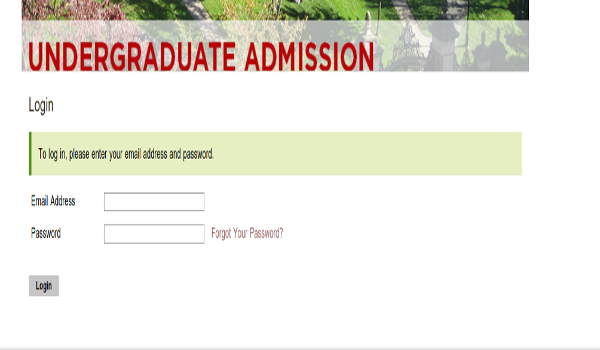 UNDERGRADUATE ADMISSION
Login
To log in, please enter your email address and password.
Email Address
Password Forgot Your Password?
Login